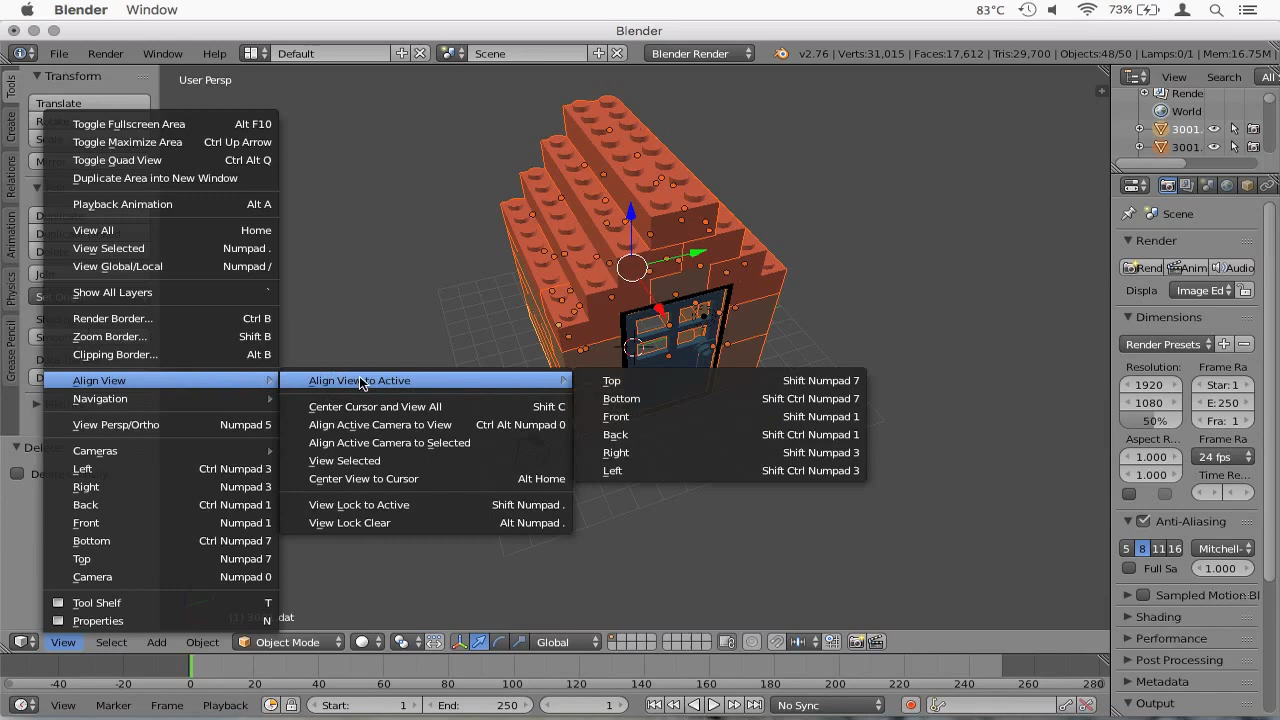 Blender Window 83°C 73%
Blender
File Render Window Help Default Scene Blender Render v2.76 | Verts:31,015 | Faces:17,612 | Tris:29,700 | Objects:48/50 | Lamps:0/1 | Mem:16.75M
Tools
Create
Relations
Animation
Physics
Grease Pencil
Transform
Translate
User Persp
Toggle Fullscreen Area Alt F10
Toggle Maximize Area Ctrl Up Arrow
Toggle Quad View Ctrl Alt Q
Duplicate Area into New Window
Playback Animation Alt A
View All Home
View Selected Numpad .
View Global/Local Numpad /
Show All Layers `
Render Border... Ctrl B
Zoom Border... Shift B
Clipping Border... Alt B
Align View
Navigation
View Persp/Ortho Numpad 5
Cameras
Left Ctrl Numpad 3
Right Numpad 3
Back Ctrl Numpad 1
Front Numpad 1
Bottom Ctrl Numpad 7
Top Numpad 7
Camera Numpad 0
Tool Shelf T
Properties N
Align View to Active
Center Cursor and View All Shift C
Align Active Camera to View Ctrl Alt Numpad 0
Align Active Camera to Selected
View Selected
Center View to Cursor Alt Home
View Lock to Active Shift Numpad .
View Lock Clear Alt Numpad .
Top Shift Numpad 7
Bottom Shift Ctrl Numpad 7
Front Shift Numpad 1
Back Shift Ctrl Numpad 1
Right Shift Numpad 3
Left Shift Ctrl Numpad 3
View Search All
Rende
World
3001.
3001.
Scene
Render
Rend Anim Audio
Displa Image Ed
Dimensions
Render Presets
Resolution: Frame Ra
1920 Star: 1
1080 E: 250
50% Fra: 1
Aspect R Frame Ra
1.000 24 fps
1.000 Time Re
Anti-Aliasing
5 8 11 16 Mitchell-
Full Sa 1.000
Sampled Motion Bl
Shading
Performance
Post Processing
Metadata
Output
View Select Add Object Object Mode Global
-40 -20 0 20 40 60 80 100 120 140 160 180 200 220 240 260 280
View Marker Frame Playback Start: 1 End: 250 1 No Sync